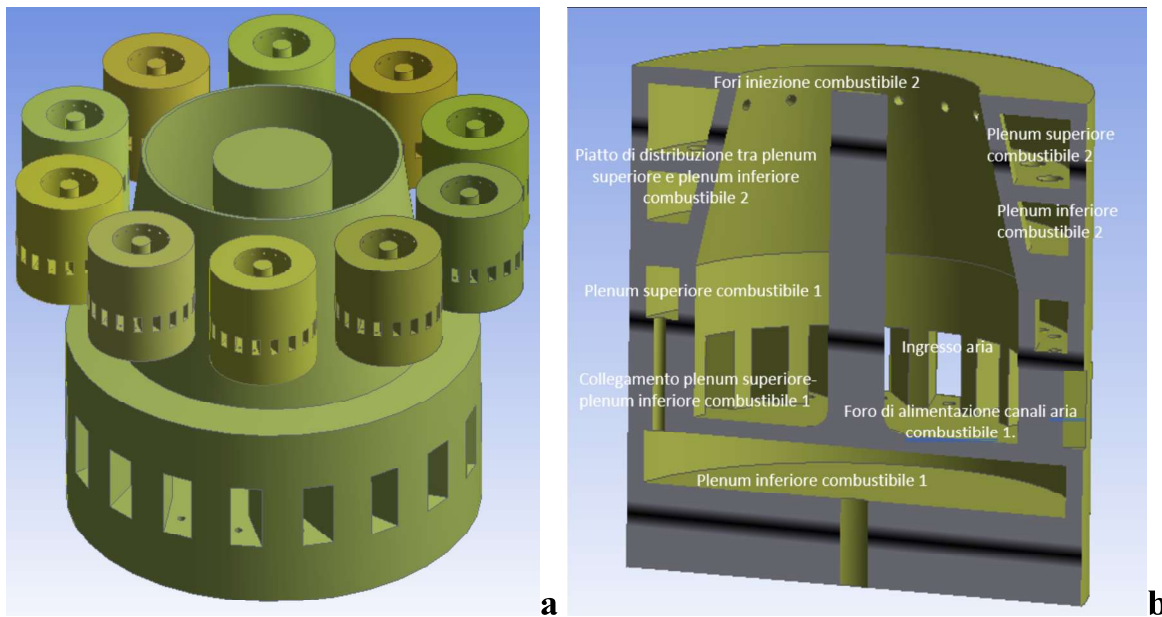 Fori iniezione combustibile 2
Plenum superiore
combustibile 2
Piatto di distribuzione tra plenum
superiore e plenum inferiore
combustibile 2
Plenum inferiore
combustibile 2
Plenum superiore combustibile 1
Ingresso aria
Collegamento plenum superiore-
plenum inferiore combustibile 1
Foro di alimentazione canali aria
combustibile 1.
Plenum inferiore combustibile 1
a
b